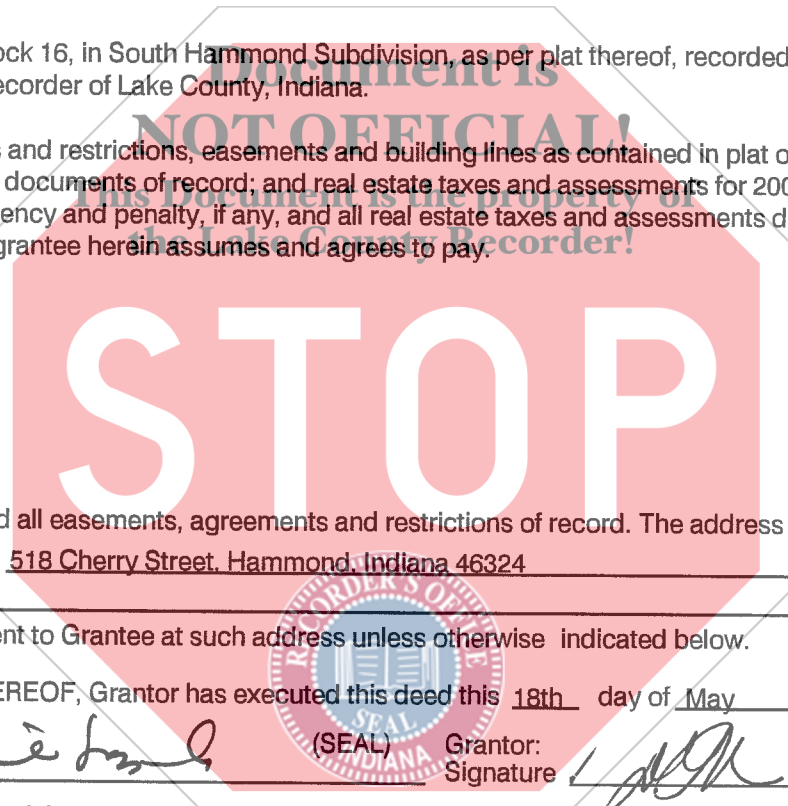 ock 16, in South Hammond Subdivision, as per plat thereof, recorded
Document is
ecorder of Lake County, Indiana.
NOT OFFICIAL!
s and restrictions, easements and building lines as contained in plat o
documents of record; and real estate taxes and assessments for 200
This Document is the property of
ency and penalty, if any, and all real estate taxes and assessments d
the Lake County Recorder!
grantee herein assumes and agrees to pay.
STOP
d all easements, agreements and restrictions of record. The address
518 Cherry Street, Hammond, Indiana 46324
RECORDER'S OFFICE
SEAL
INDIANA
ent to Grantee at such address unless otherwise indicated below.
EREOF, Grantor has executed this deed this 18th day of May
(SEAL) Grantor:
Signature